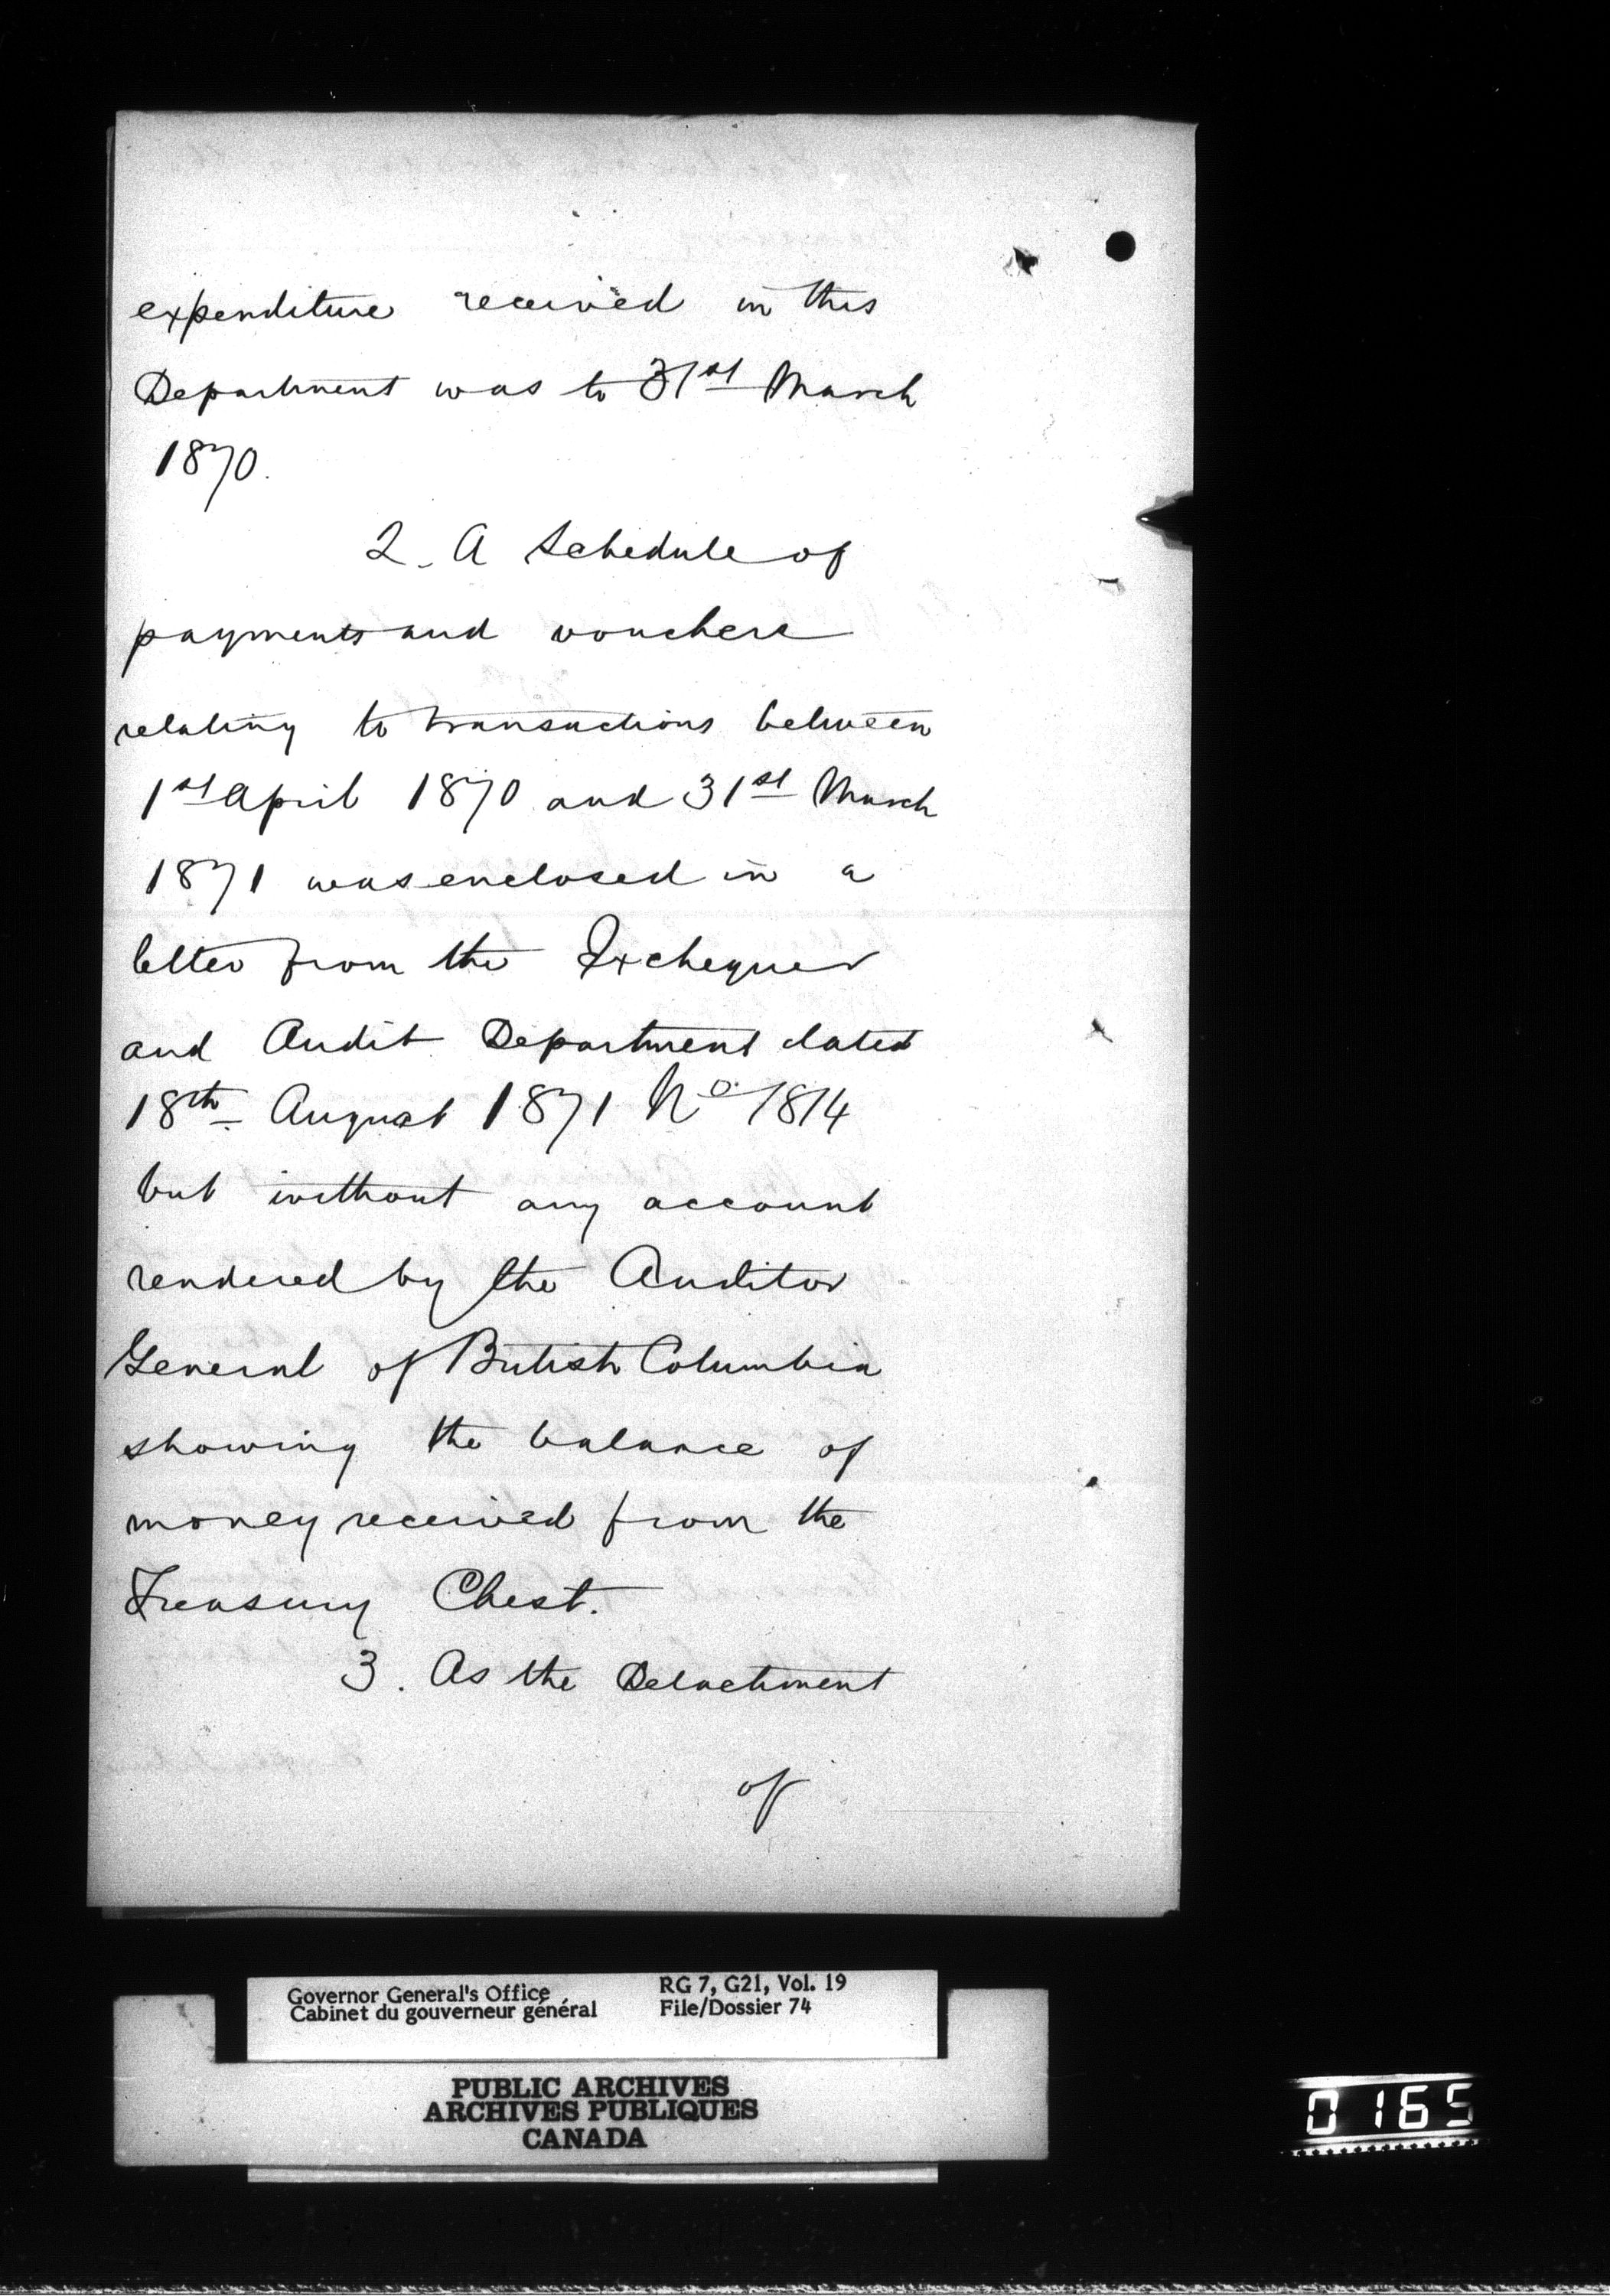 expenditure received in this
Department was to 31st March
1870.
2. A Schedule of
payments and vouchers
relating to transactions between
1st April 1870 and 31st March
1871 was enclosed in a
letter from the Exchequer
and Audit Department dated
18th August 1871 No 7814
but without any account
rendered by the Auditor
General of British Columbia
showing the balance of
money received from the
Treasury Chest.
3. As the Detachment
of
Governor General's Office
Cabinet du gouverneur général
RG 7, G21, Vol. 19
File/Dossier 74
PUBLIC ARCHIVES
ARCHIVES PUBLIQUES
CANADA
0165